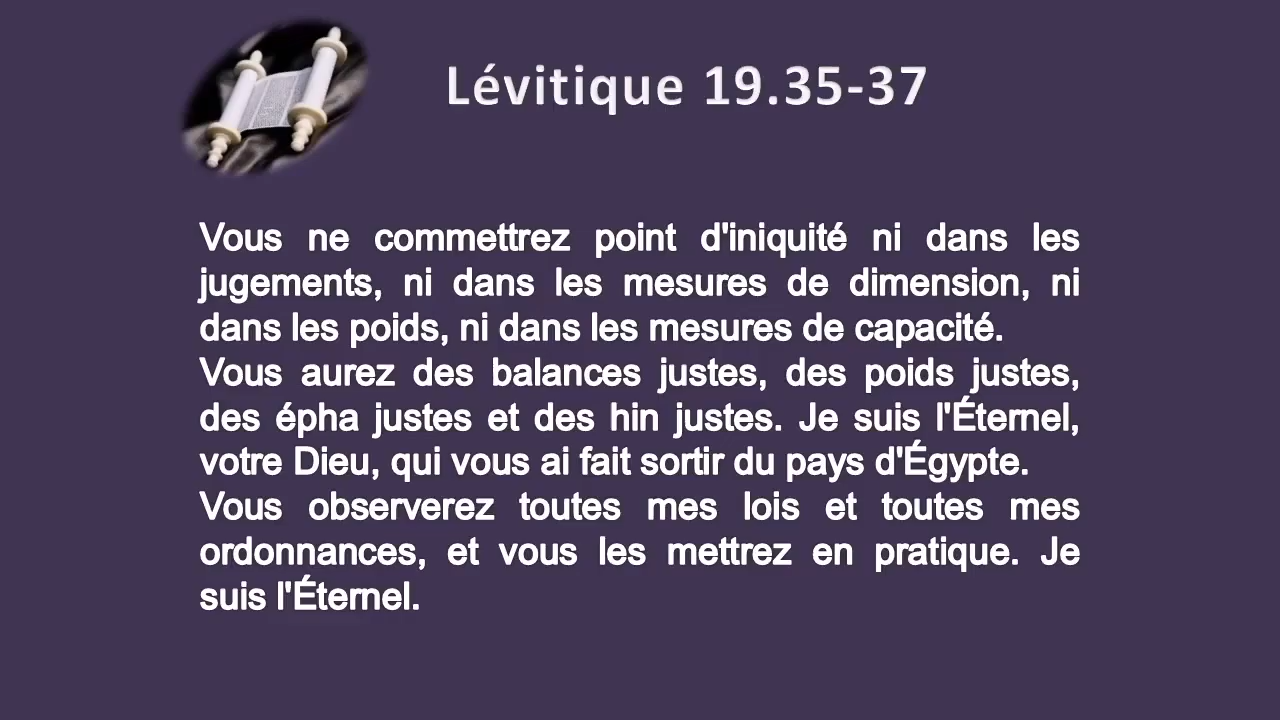 Lévitique 19.35-37
Vous ne commettrez point d'iniquité ni dans les
jugements, ni dans les mesures de dimension, ni
dans les poids, ni dans les mesures de capacité.
Vous aurez des balances justes, des poids justes,
des épha justes et des hin justes. Je suis l'Éternel,
votre Dieu, qui vous ai fait sortir du pays d'Égypte.
Vous observerez toutes mes lois et toutes mes
ordonnances, et vous les mettrez en pratique. Je
suis l'Éternel.